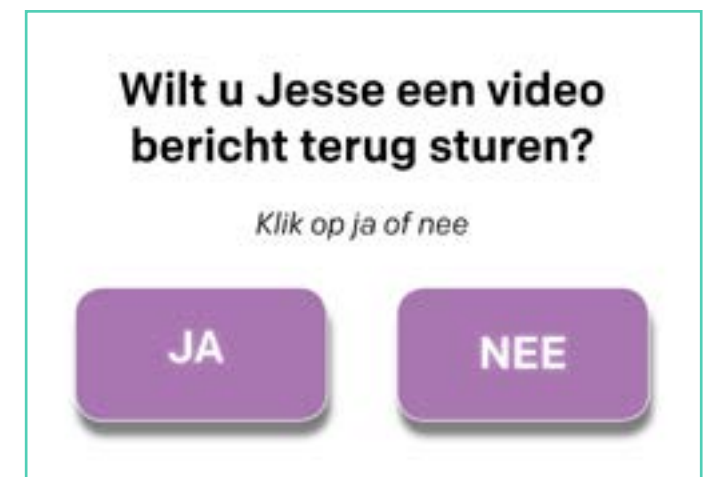 Wilt u Jesse een video
bericht terug sturen?
Klik op ja of nee
JA
NEE